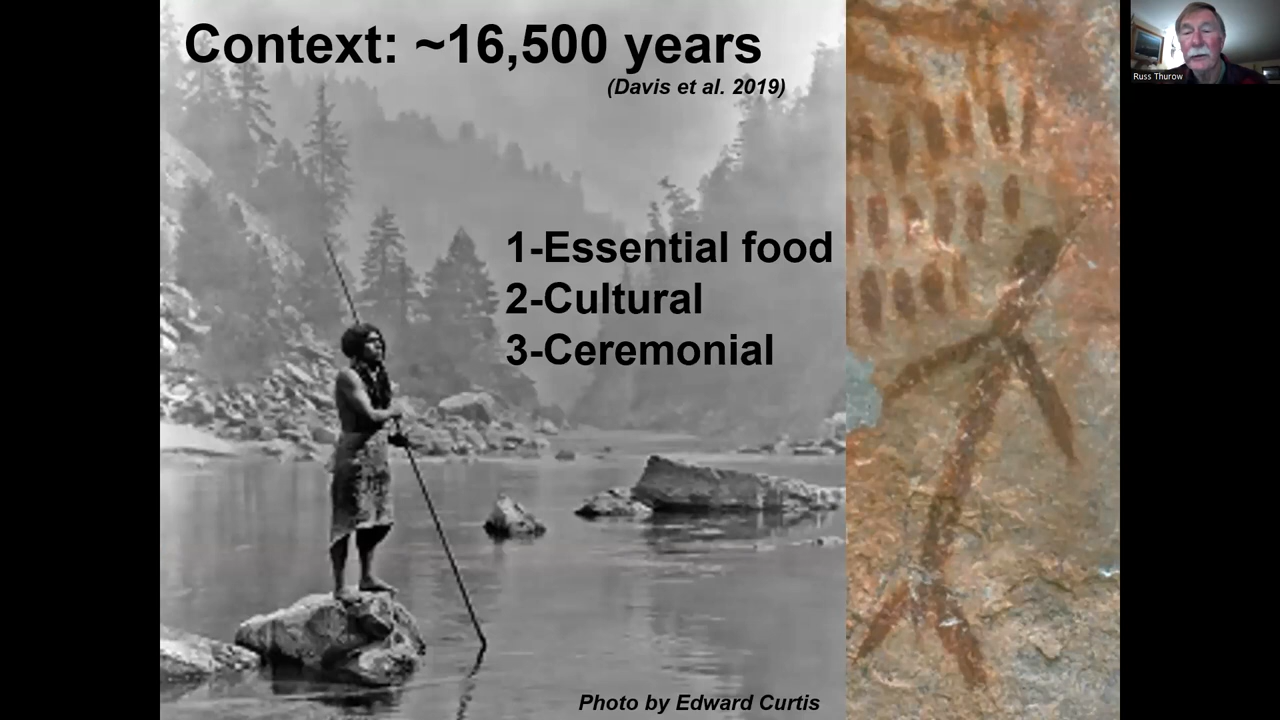 Context: ~16,500 years
(Davis et al. 2019)
1-Essential food
2-Cultural
3-Ceremonial
Photo by Edward Curtis
Russ Thurow